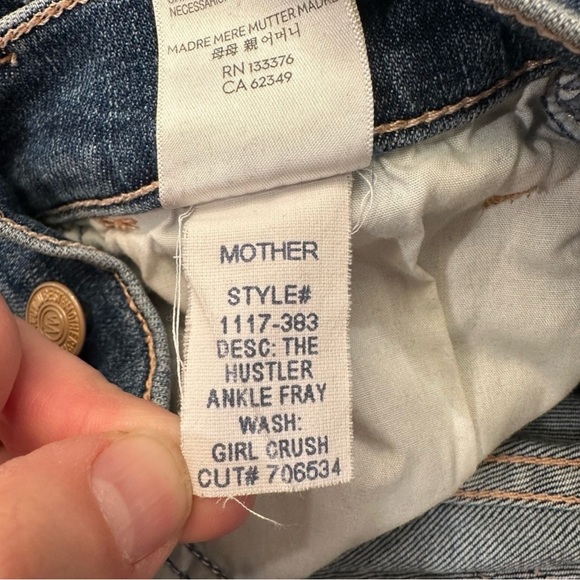 NECESSARI
MADRE MERE MUTTER MADRE
母母 親 어머니
RN 133376
CA 62349
MOTHER
STYLE#
1117-383
DESC: THE
HUSTLER
ANKLE FRAY
WASH:
GIRL CRUSH
CUT# 706534